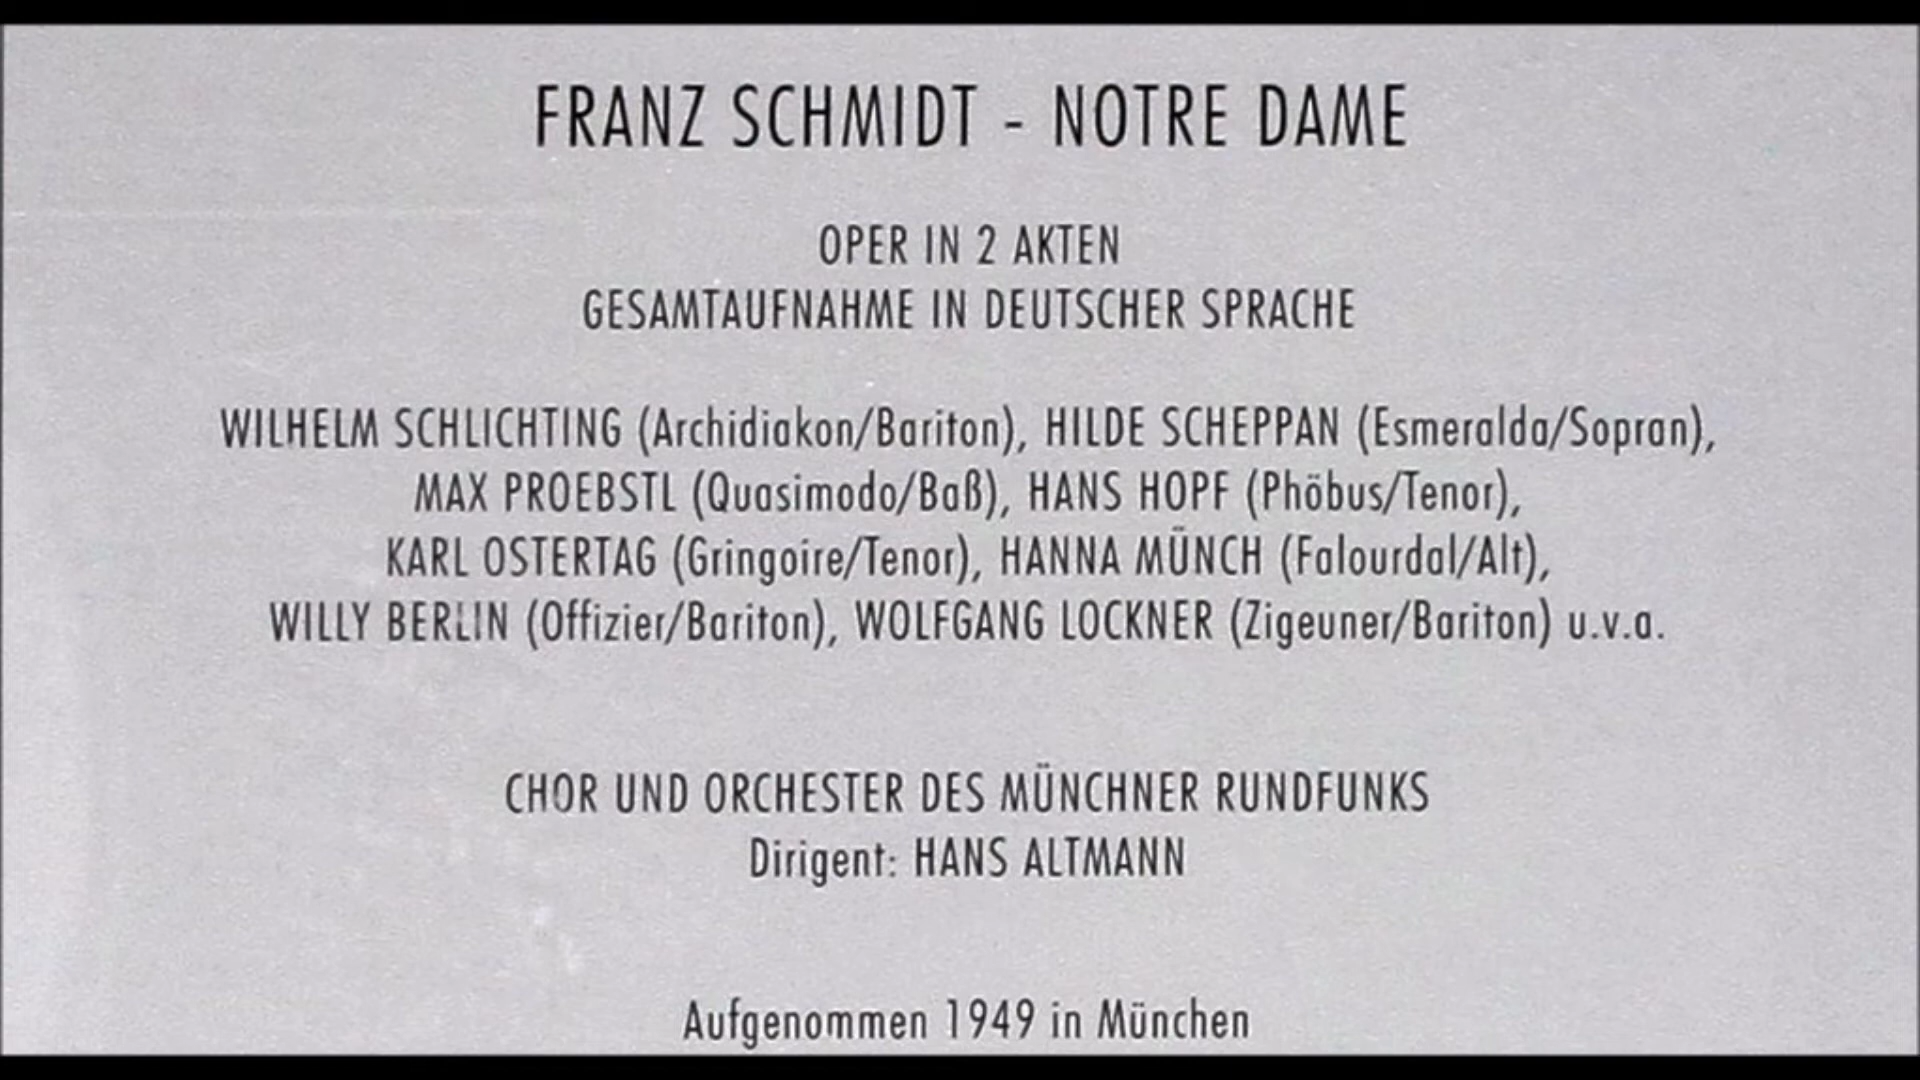 FRANZ SCHMIDT - NOTRE DAME
OPER IN 2 AKTEN
GESAMTAUFNAHME IN DEUTSCHER SPRACHE
WILHELM SCHLICHTING (Archidiakon/Bariton), HILDE SCHEPPAN (Esmeralda/Sopran),
MAX PROEBSTL (Quasimodo/Baß), HANS HOPF (Phöbus/Tenor),
KARL OSTERTAG (Gringoire/Tenor), HANNA MÜNCH (Falourdal/Alt),
WILLY BERLIN (Offizier/Bariton), WOLFGANG LOCKNER (Zigeuner/Bariton) u.v.a.
CHOR UND ORCHESTER DES MÜNCHNER RUNDFUNKS
Dirigent: HANS ALTMANN
Aufgenommen 1949 in München